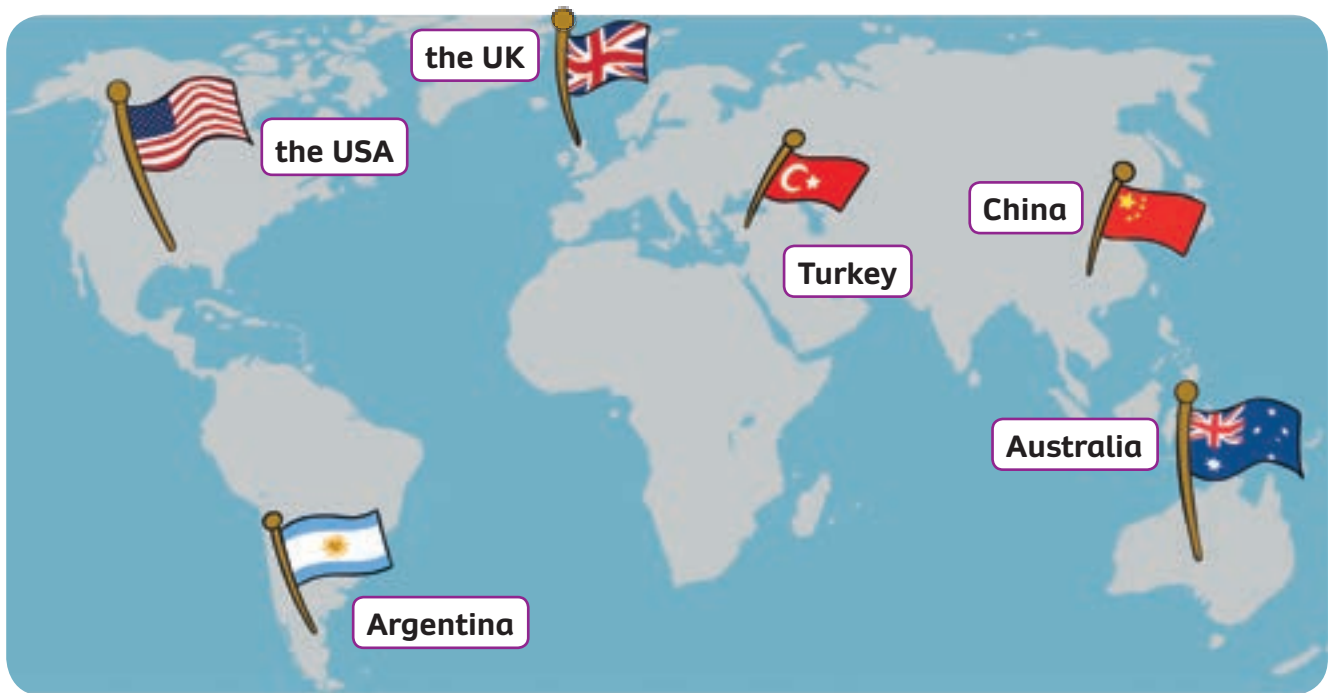 the UK
the USA
China
Turkey
Australia
Argentina